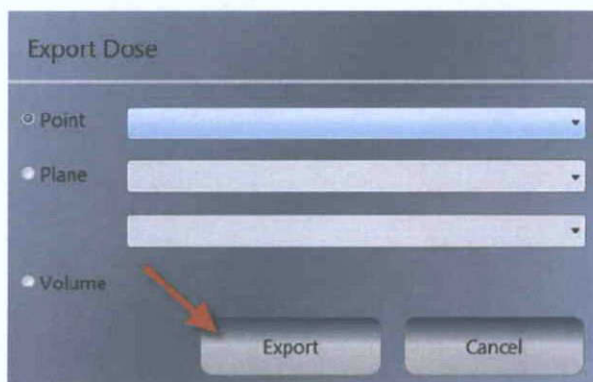 Export Dose
Point
Plane
Volume
Export Cancel